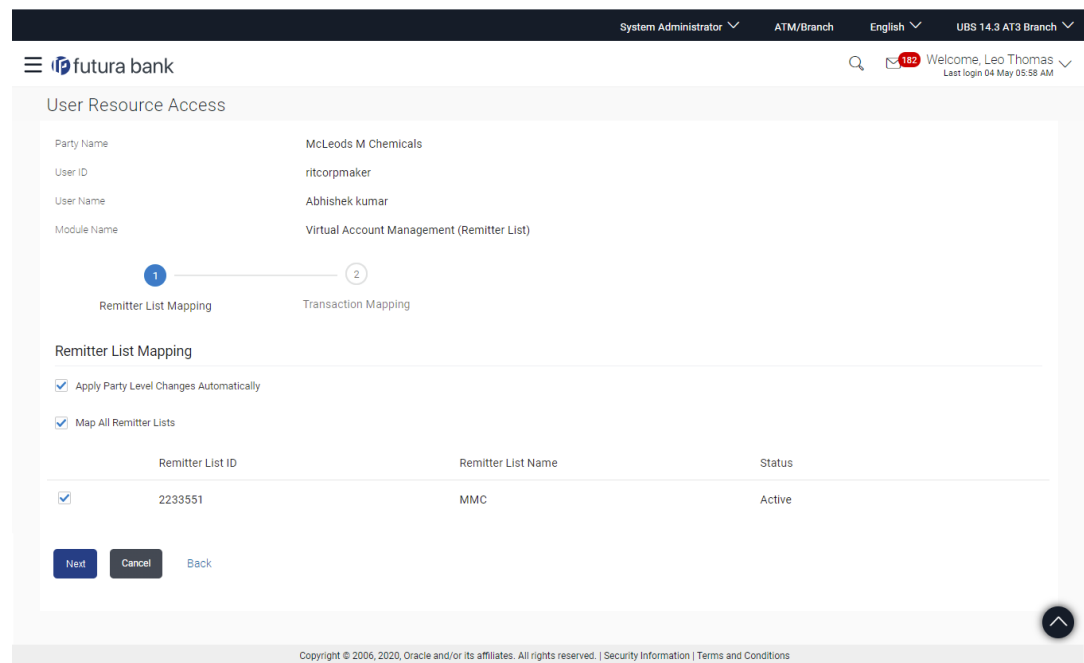 System Administrator ATM/Branch English UBS 14.3 AT3 Branch
futura bank 182 Welcome, Leo Thomas
Last login 04 May 05:58 AM
User Resource Access
Party Name McLeods M Chemicals
User ID ritcorpmaker
User Name Abhishek kumar
Module Name Virtual Account Management (Remitter List)
1 2
Remitter List Mapping Transaction Mapping
Remitter List Mapping
Apply Party Level Changes Automatically
Map All Remitter Lists
Remitter List ID Remitter List Name Status
2233551 MMC Active
Next Cancel Back
Copyright © 2006, 2020, Oracle and/or its affiliates. All rights reserved. | Security Information | Terms and Conditions